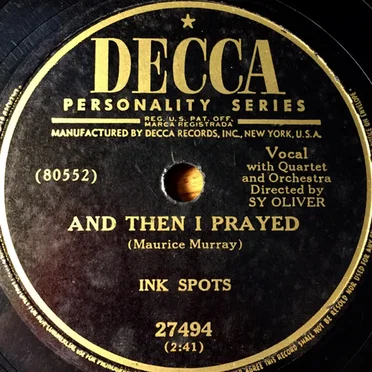 DECCA
PERSONALITY SERIES
REG. U.S. PAT. OFF.
MARCA REGISTRADA
MANUFACTURED BY DECCA RECORDS, INC., NEW YORK, U.S.A.
Vocal
with Quartet
and Orchestra
Directed by
SY OLIVER
(80552)
AND THEN I PRAYED
(Maurice Murray)
INK SPOTS
27494
(2:41)